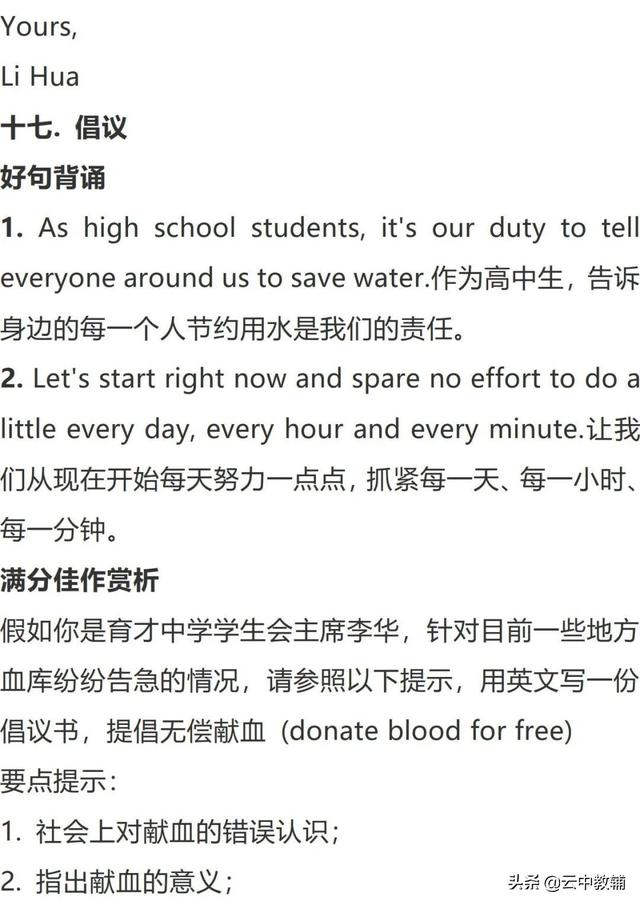 Yours,
Li Hua
十七. 倡议
好句背诵
1. As high school students, it's our duty to tell
everyone around us to save water.作为高中生，告诉
身边的每一个人节约用水是我们的责任。
2. Let's start right now and spare no effort to do a
little every day, every hour and every minute.让我
们从现在开始每天努力一点点，抓紧每一天、每一小时、
每一分钟。
满分佳作赏析
假如你是育才中学学生会主席李华，针对目前一些地方
血库纷纷告急的情况，请参照以下提示，用英文写一份
倡议书，提倡无偿献血 (donate blood for free)
要点提示：
1. 社会上对献血的错误认识；
2. 指出献血的意义；
头条 @云中教辅